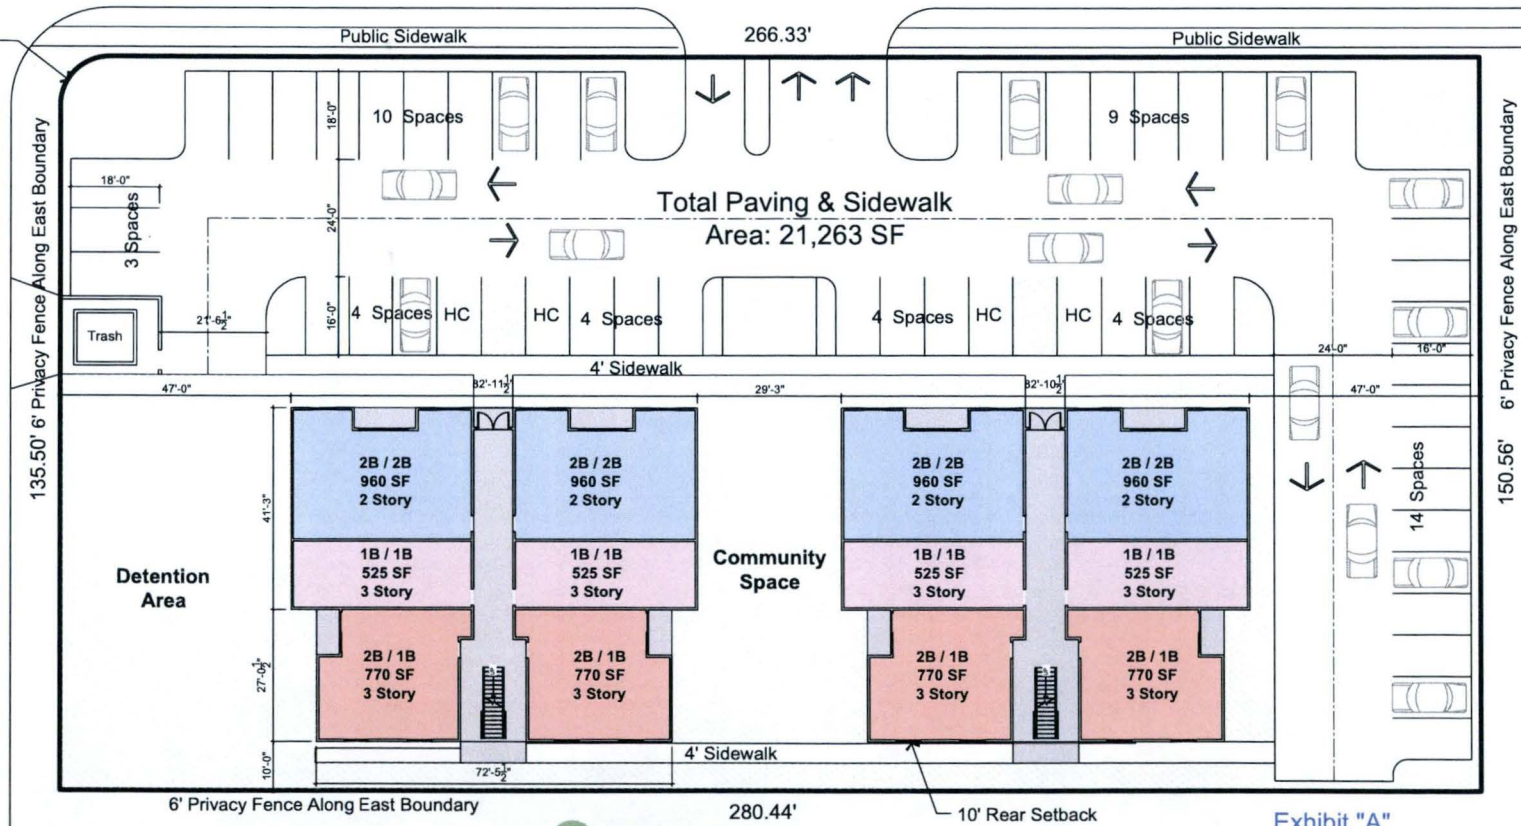 Public Sidewalk
266.33'
Public Sidewalk
10 Spaces
18'-0"
9 Spaces
6' Privacy Fence Along East Boundary
135.50'
18'-0"
3 Spaces
24'-0"
Total Paving & Sidewalk
Area: 21,263 SF
6' Privacy Fence Along East Boundary
150.56'
Trash
21'-6½"
16'-0"
4 Spaces
HC
HC
4 Spaces
4 Spaces
HC
HC
4 Spaces
24'-0"
16'-0"
4' Sidewalk
47'-0"
82'-11½"
29'-3"
82'-10½"
47'-0"
2B / 2B
960 SF
2 Story
2B / 2B
960 SF
2 Story
2B / 2B
960 SF
2 Story
2B / 2B
960 SF
2 Story
14 Spaces
41'-3"
1B / 1B
525 SF
3 Story
1B / 1B
525 SF
3 Story
Community
Space
1B / 1B
525 SF
3 Story
1B / 1B
525 SF
3 Story
Detention
Area
27'-0½"
2B / 1B
770 SF
3 Story
2B / 1B
770 SF
3 Story
2B / 1B
770 SF
3 Story
2B / 1B
770 SF
3 Story
10'-0"
4' Sidewalk
72'-5½"
6' Privacy Fence Along East Boundary
280.44'
10' Rear Setback
Exhibit "A"